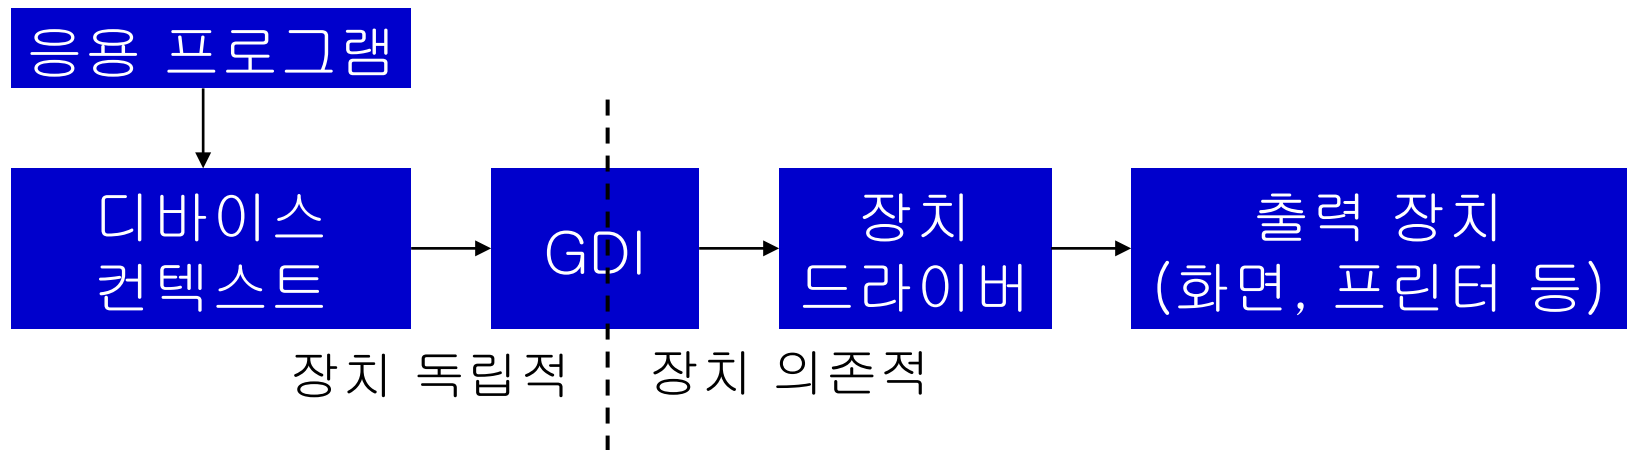 응용 프로그램
디바이스
컨텍스트
GDI
장치
드라이버
출력 장치
(화면, 프린터 등)
장치 독립적
장치 의존적